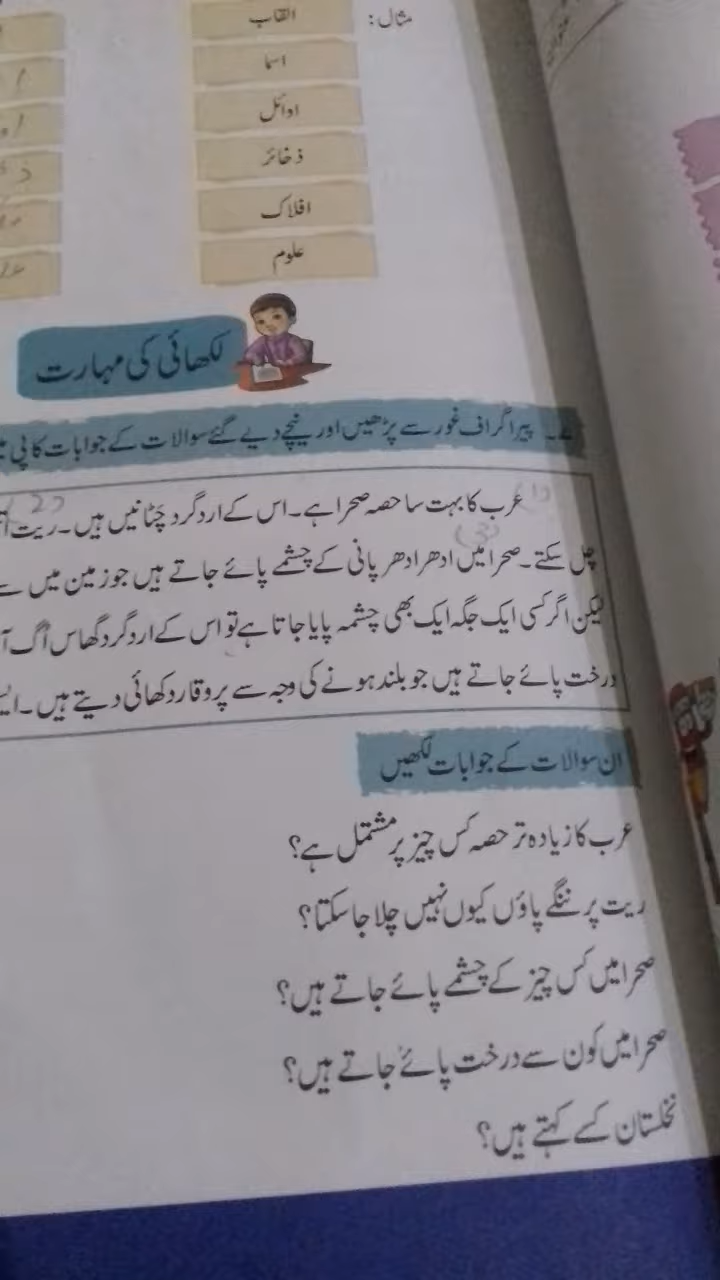 مثال:
القاب
اسما
اوائل
ذخائر
افلاک
علوم
لکھائی کی مہارت
۷۔ پیراگراف غور سے پڑھیں اور نیچے دیے گئے سوالات کے جوابات کاپی
(1) عرب کا بہت سا حصہ صحرا ہے۔ اس کے اردگرد چٹانیں ہیں۔ ریت (2)
چل سکتے۔ صحرا میں (3) ادھر ادھر پانی کے چشمے پائے جاتے ہیں جو زمین میں
لیکن اگر کسی ایک جگہ ایک بھی چشمہ پایا جاتا ہے تو اس کے اردگرد گھاس اُگ
درخت پائے جاتے ہیں جو بلند ہونے کی وجہ سے پروقار دکھائی دیتے ہیں۔
ان سوالات کے جوابات لکھیں
عرب کا زیادہ تر حصہ کس چیز پر مشتمل ہے؟
ریت پر ننگے پاؤں کیوں نہیں چلا جا سکتا؟
صحرا میں کس چیز کے چشمے پائے جاتے ہیں؟
صحرا میں کون سے درخت پائے جاتے ہیں؟
نخلستان کسے کہتے ہیں؟